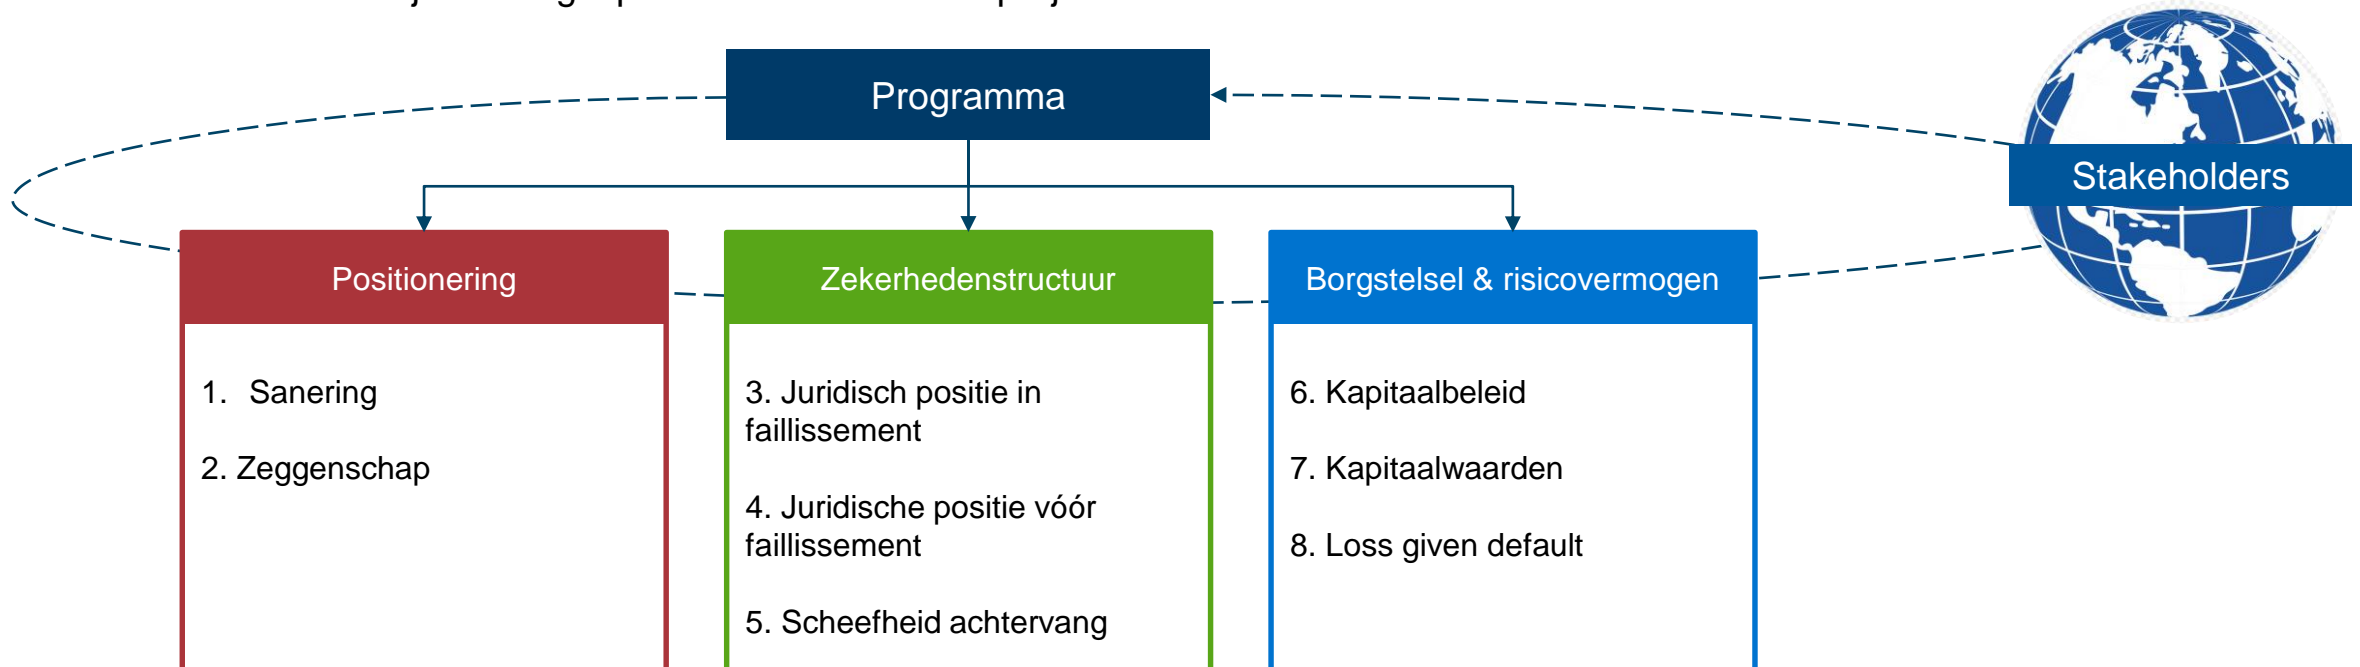 Programma
Stakeholders
Positionering
1. Sanering
2. Zeggenschap
Zekerhedenstructuur
3. Juridisch positie in
faillissement
4. Juridische positie vóór
faillissement
5. Scheefheid achtervang
Borgstelsel & risicovermogen
6. Kapitaalbeleid
7. Kapitaalwaarden
8. Loss given default